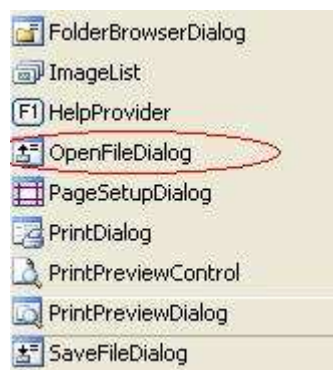 FolderBrowserDialog
ImageList
F1 HelpProvider
OpenFileDialog
PageSetupDialog
PrintDialog
PrintPreviewControl
PrintPreviewDialog
SaveFileDialog